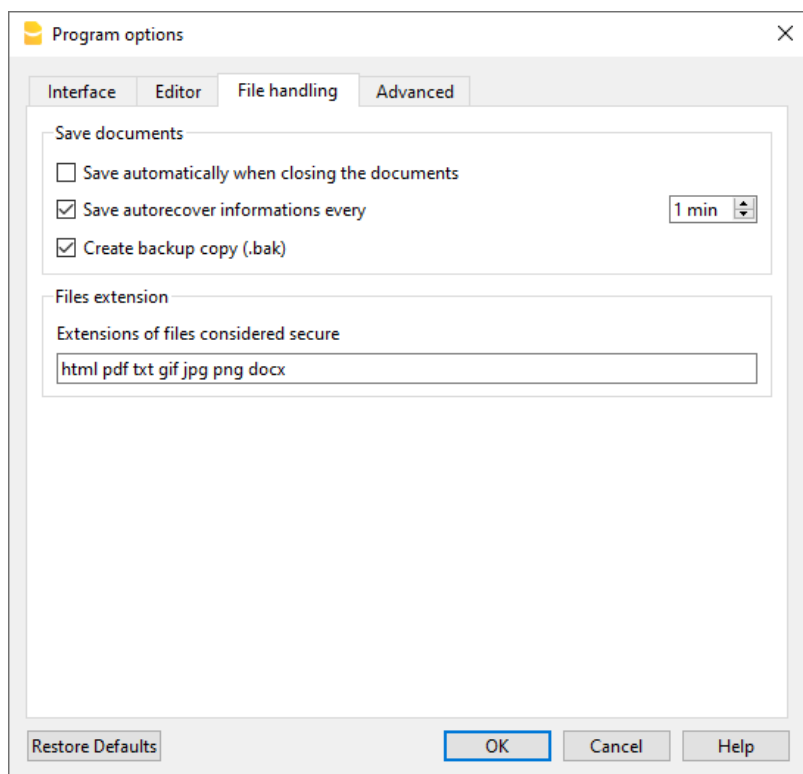 Program options
Interface Editor File handling Advanced
Save documents
Save automatically when closing the documents
Save autorecover informations every 1 min
Create backup copy (.bak)
Files extension
Extensions of files considered secure
html pdf txt gif jpg png docx
Restore Defaults OK Cancel Help